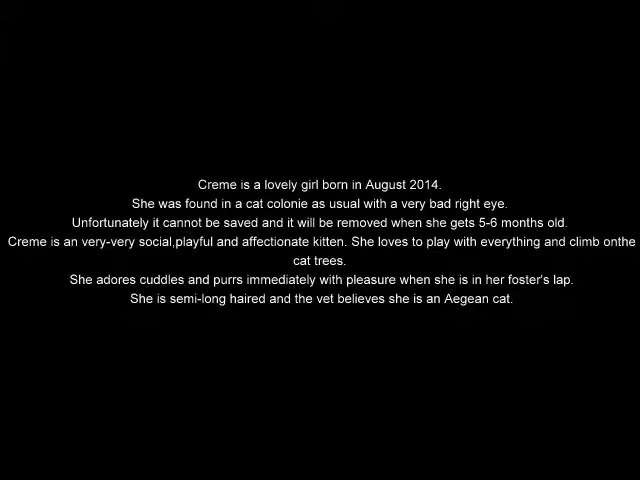 Creme is a lovely girl born in August 2014.
She was found in a cat colonie as usual with a very bad right eye.
Unfortunately it cannot be saved and it will be removed when she gets 5-6 months old.
Creme is an very-very social,playful and affectionate kitten. She loves to play with everything and climb onthe
cat trees.
She adores cuddles and purrs immediately with pleasure when she is in her foster's lap.
She is semi-long haired and the vet believes she is an Aegean cat.